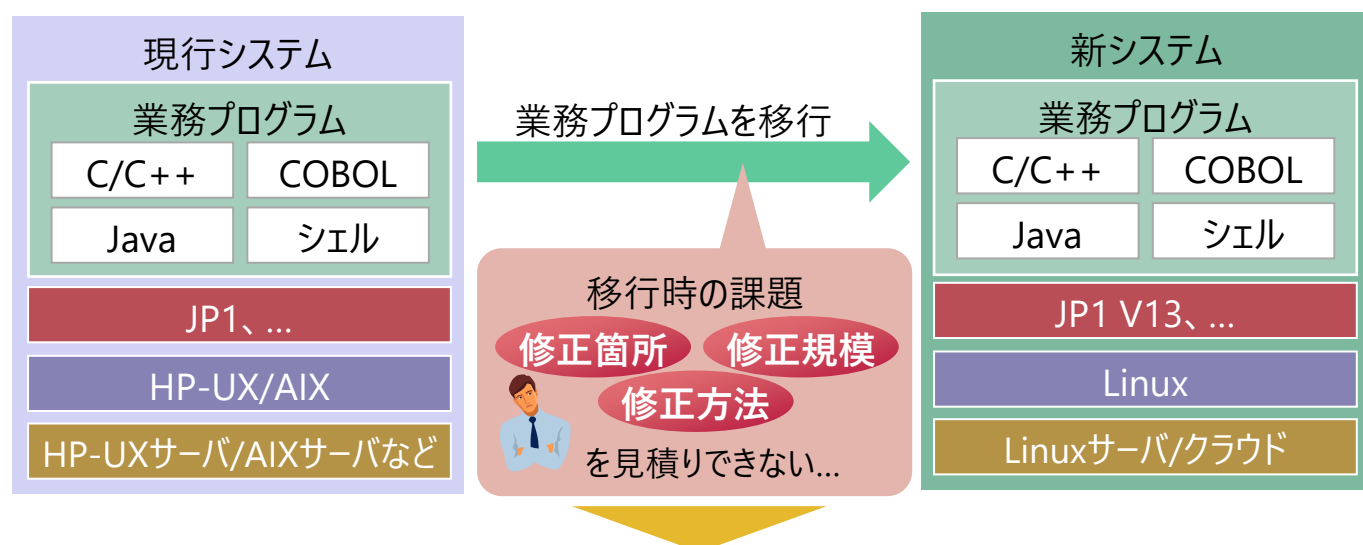 現行システム
業務プログラム
C/C++
COBOL
Java
シェル
JP1、...
HP-UX/AIX
HP-UXサーバ/AIXサーバなど
業務プログラムを移行
移行時の課題
修正箇所
修正規模
修正方法
を見積りできない...
新システム
業務プログラム
C/C++
COBOL
Java
シェル
JP1 V13、...
Linux
Linuxサーバ/クラウド